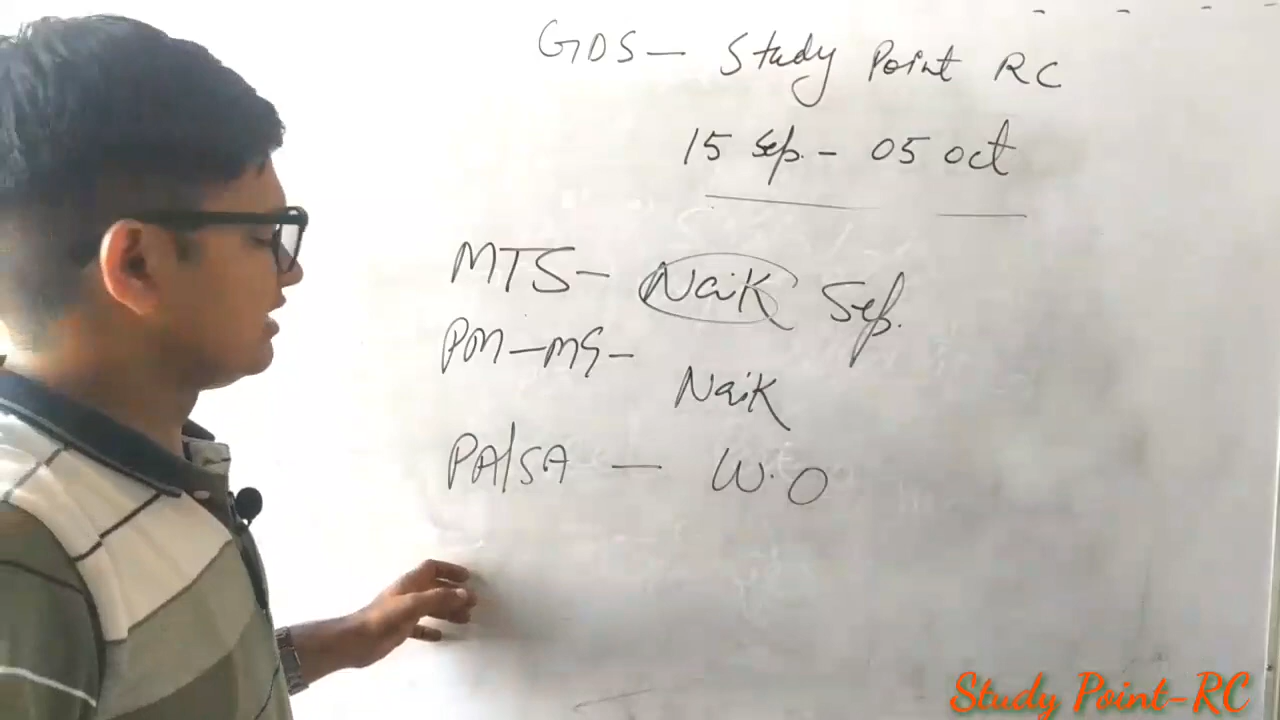 GDS - Study Point RC
15 Sep. - 05 Oct
MTS - Naik Sep.
PM - MG -
Naik
PA/SA - W.O
Study Point-RC